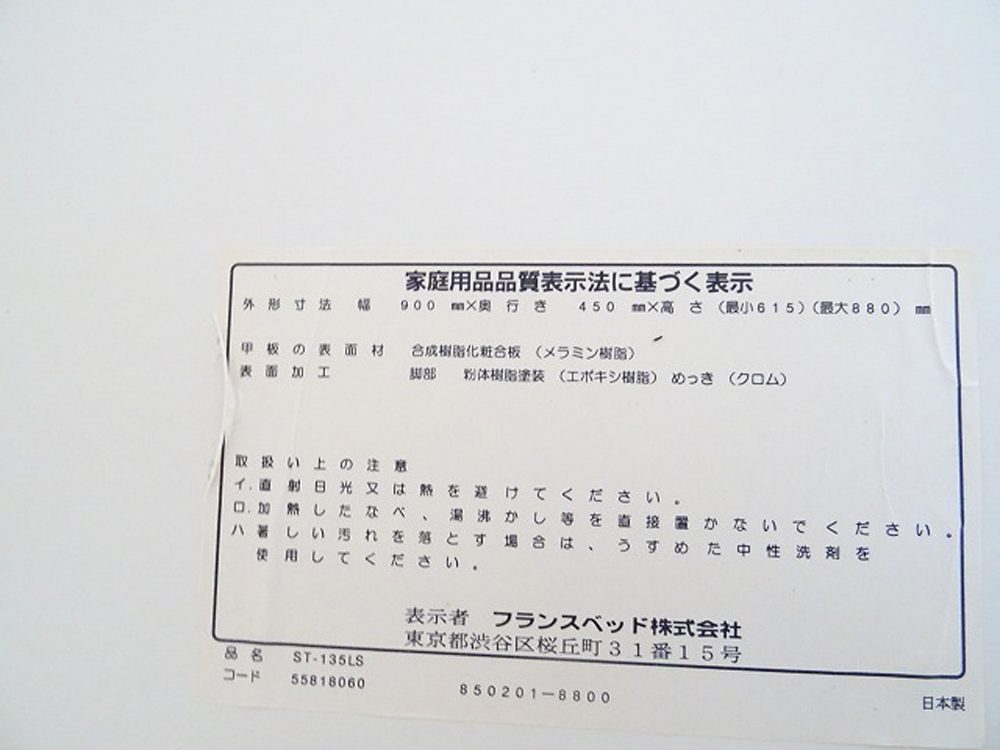 家庭用品品質表示法に基づく表示
外形寸法 幅 900 ㎜×奥行き 450 ㎜×高さ（最小615）（最大880）㎜
甲板の表面材 合成樹脂化粧合板（メラミン樹脂）
表面加工 脚部 粉体樹脂塗装（エポキシ樹脂）めっき（クロム）
取扱い上の注意
イ.直射日光又は熱を避けてください。
ロ.加熱したなべ、湯沸かし等を直接置かないでください。
ハ著しい汚れを落とす場合は、うすめた中性洗剤を
使用してください。
表示者 フランスベッド株式会社
東京都渋谷区桜丘町31番15号
品名 ST-135LS
コード 55818060 850201-8800
日本製